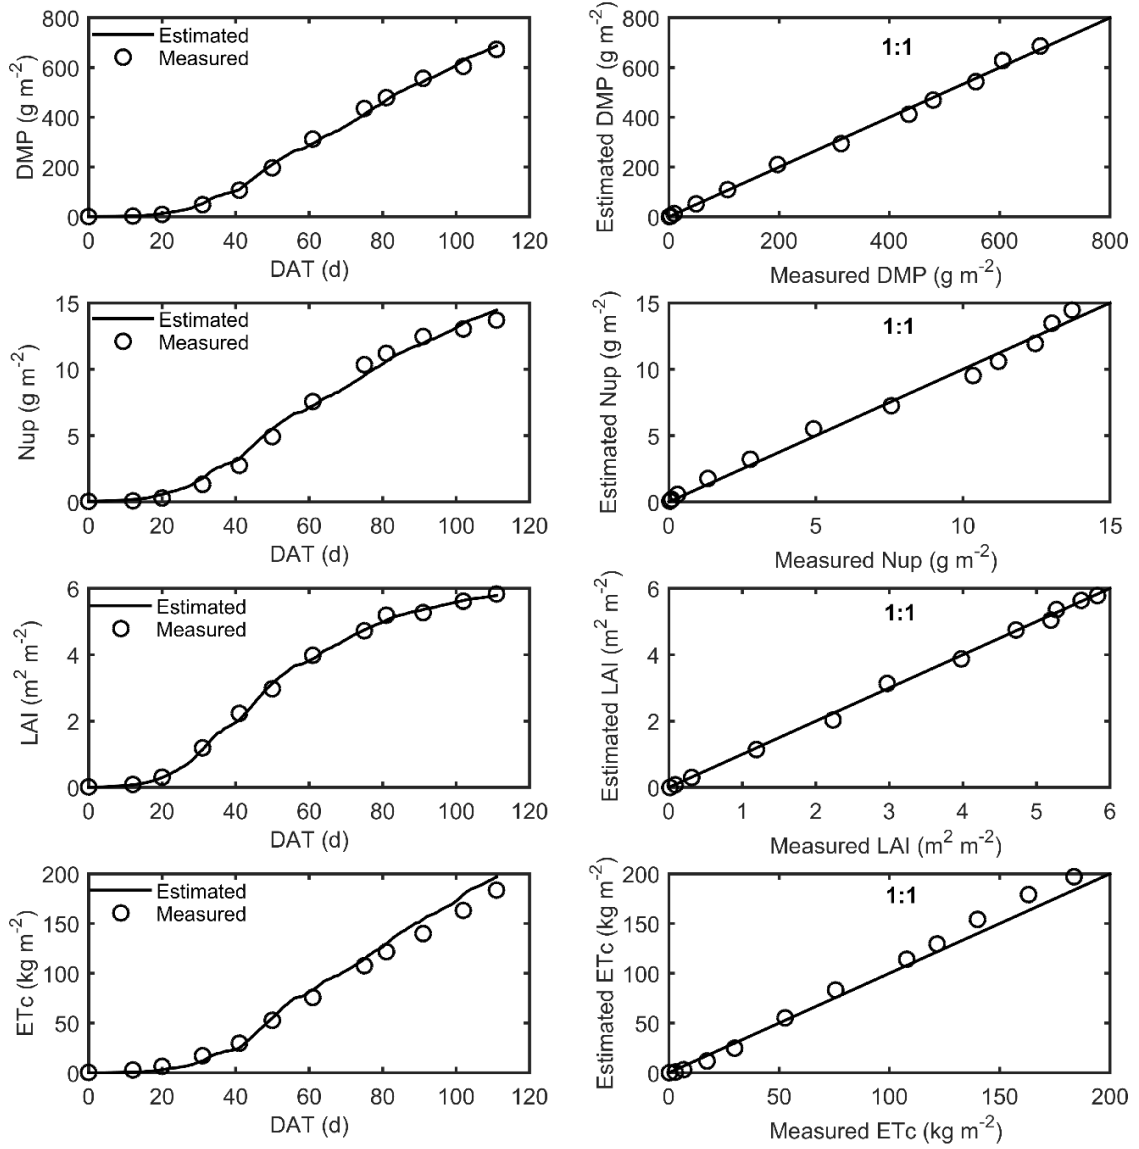 DMP (g m⁻²)
800
600
400
200
0
Estimated
Measured
0 20 40 60 80 100 120
DAT (d)
Estimated DMP (g m⁻²)
800
600
400
200
0
1:1
0 200 400 600 800
Measured DMP (g m⁻²)
Nup (g m⁻²)
15
10
5
0
Estimated
Measured
0 20 40 60 80 100 120
DAT (d)
Estimated Nup (g m⁻²)
15
10
5
0
1:1
0 5 10 15
Measured Nup (g m⁻²)
LAI (m² m⁻²)
6
4
2
0
Estimated
Measured
0 20 40 60 80 100 120
DAT (d)
Estimated LAI (m² m⁻²)
6
4
2
0
1:1
0 1 2 3 4 5 6
Measured LAI (m² m⁻²)
ETc (kg m⁻²)
200
150
100
50
0
Estimated
Measured
0 20 40 60 80 100 120
DAT (d)
Estimated ETc (kg m⁻²)
200
150
100
50
0
1:1
0 50 100 150 200
Measured ETc (kg m⁻²)